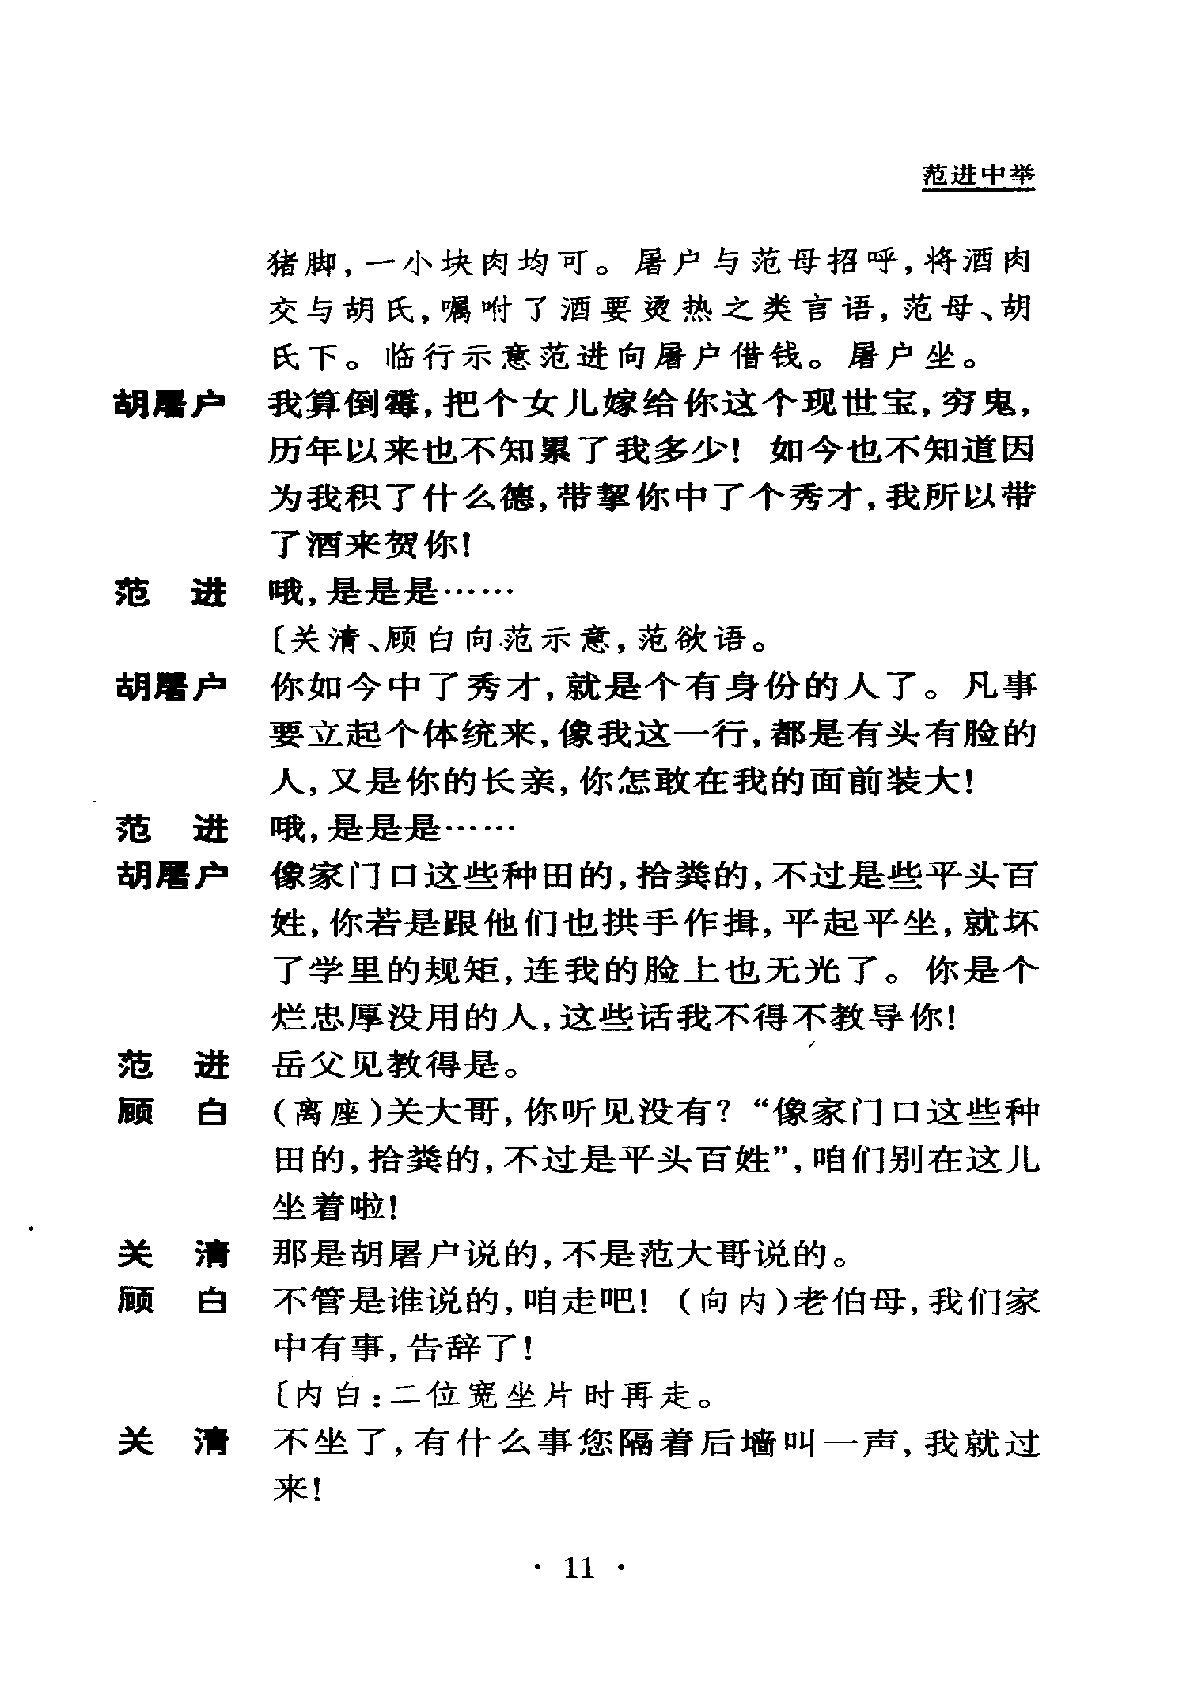 范进中举
猪脚，一小块肉均可。屠户与范母招呼，将酒肉
交与胡氏，嘱咐了酒要烫热之类言语，范母、胡
氏下。临行示意范进向屠户借钱。屠户坐。
胡屠户 我算倒霉，把个女儿嫁给你这个现世宝，穷鬼，
历年以来也不知累了我多少！如今也不知道因
为我积了什么德，带挈你中了个秀才，我所以带
了酒来贺你！
范 进 哦，是是是……
〔关清、顾白向范示意，范欲语。
胡屠户 你如今中了秀才，就是个有身份的人了。凡事
要立起个体统来，像我这一行，都是有头有脸的
人，又是你的长亲，你怎敢在我的面前装大！
范 进 哦，是是是……
胡屠户 像家门口这些种田的，拾粪的，不过是些平头百
姓，你若是跟他们也拱手作揖，平起平坐，就坏
了学里的规矩，连我的脸上也无光了。你是个
烂忠厚没用的人，这些话我不得不教导你！
范 进 岳父见教得是。
顾 白 （离座）关大哥，你听见没有？“像家门口这些种
田的，拾粪的，不过是平头百姓”，咱们别在这儿
坐着啦！
关 清 那是胡屠户说的，不是范大哥说的。
顾 白 不管是谁说的，咱走吧！（向内）老伯母，我们家
中有事，告辞了！
〔内白：二位宽坐片时再走。
关 清 不坐了，有什么事您隔着后墙叫一声，我就过
来！
· 11 ·